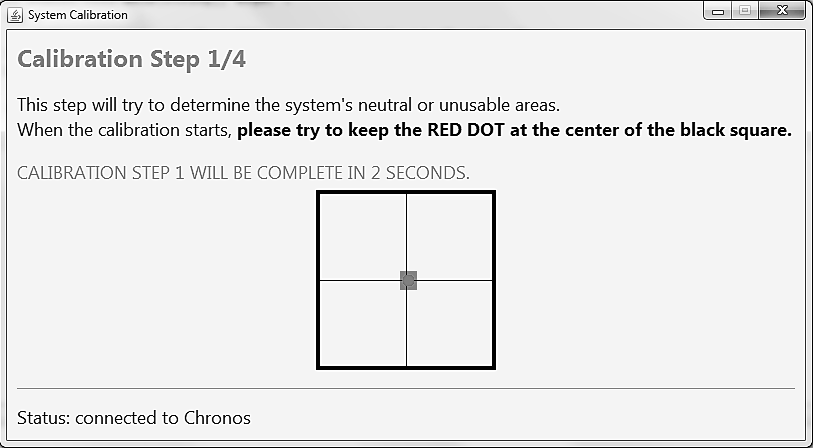 System Calibration
Calibration Step 1/4
This step will try to determine the system's neutral or unusable areas.
When the calibration starts, please try to keep the RED DOT at the center of the black square.
CALIBRATION STEP 1 WILL BE COMPLETE IN 2 SECONDS.
Status: connected to Chronos